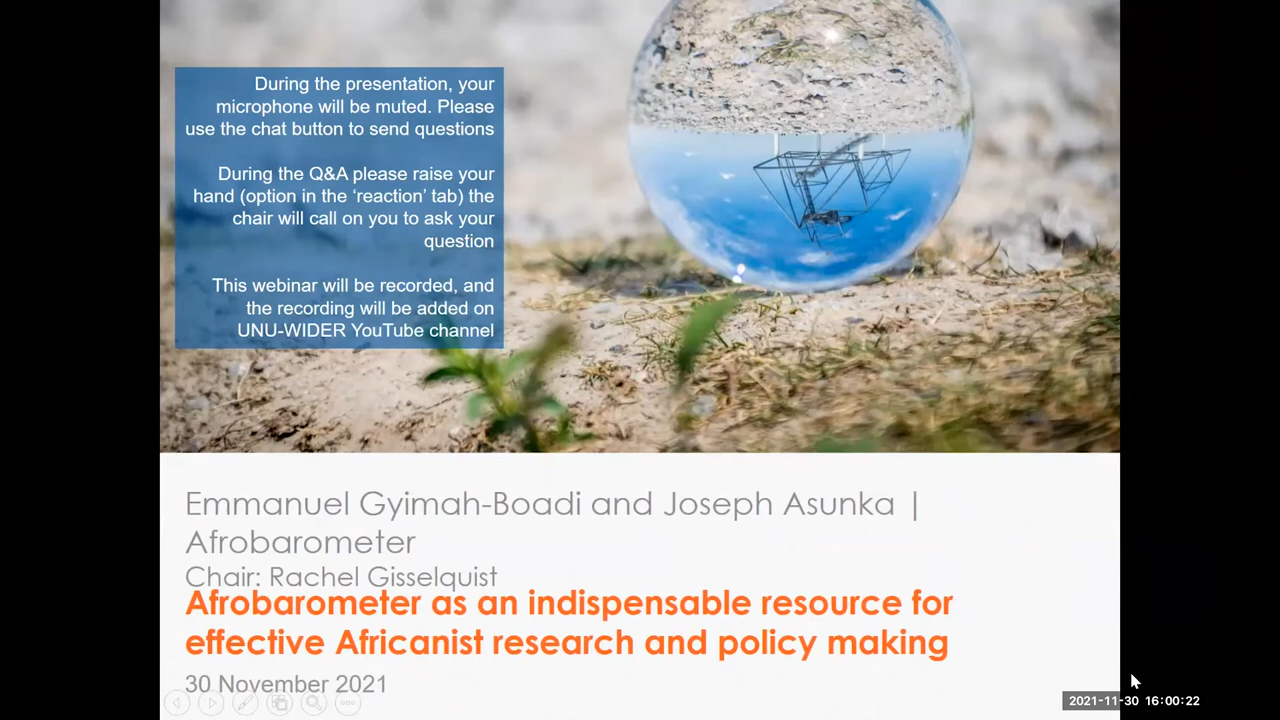 During the presentation, your
microphone will be muted. Please
use the chat button to send questions
During the Q&A please raise your
hand (option in the ‘reaction’ tab) the
chair will call on you to ask your
question
This webinar will be recorded, and
the recording will be added on
UNU-WIDER YouTube channel
Emmanuel Gyimah-Boadi and Joseph Asunka |
Afrobarometer
Chair: Rachel Gisselquist
Afrobarometer as an indispensable resource for
effective Africanist research and policy making
30 November 2021
2021-11-30 16:00:22